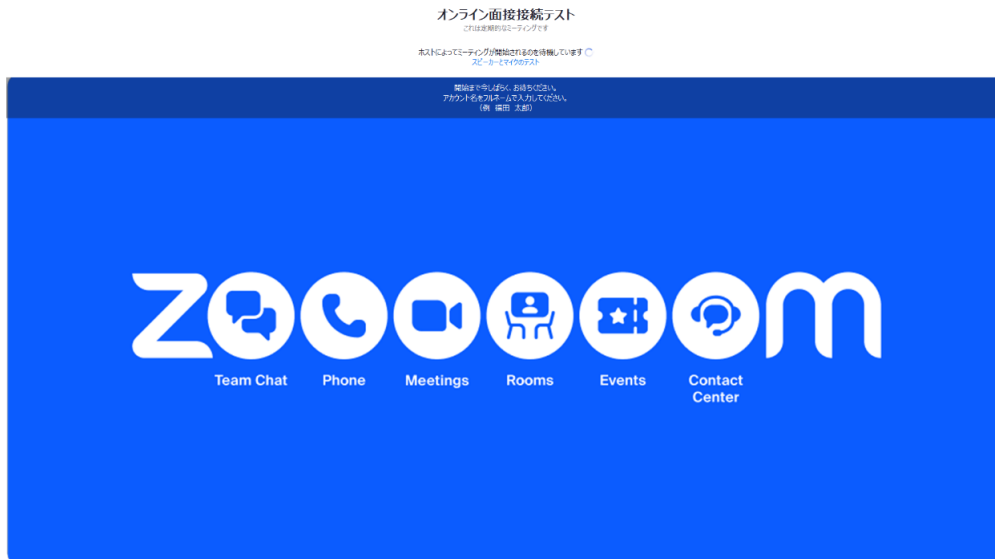 オンライン面接接続テスト
これは定期的なミーティングです
ホストによってミーティングが開始されるのを待機しています
スピーカーとマイクのテスト
開始まで今しばらく、お待ちください。
アカウント名をフルネームで入力してください。
（例　福田　太郎）
zoooooom
Team Chat
Phone
Meetings
Rooms
Events
Contact
Center